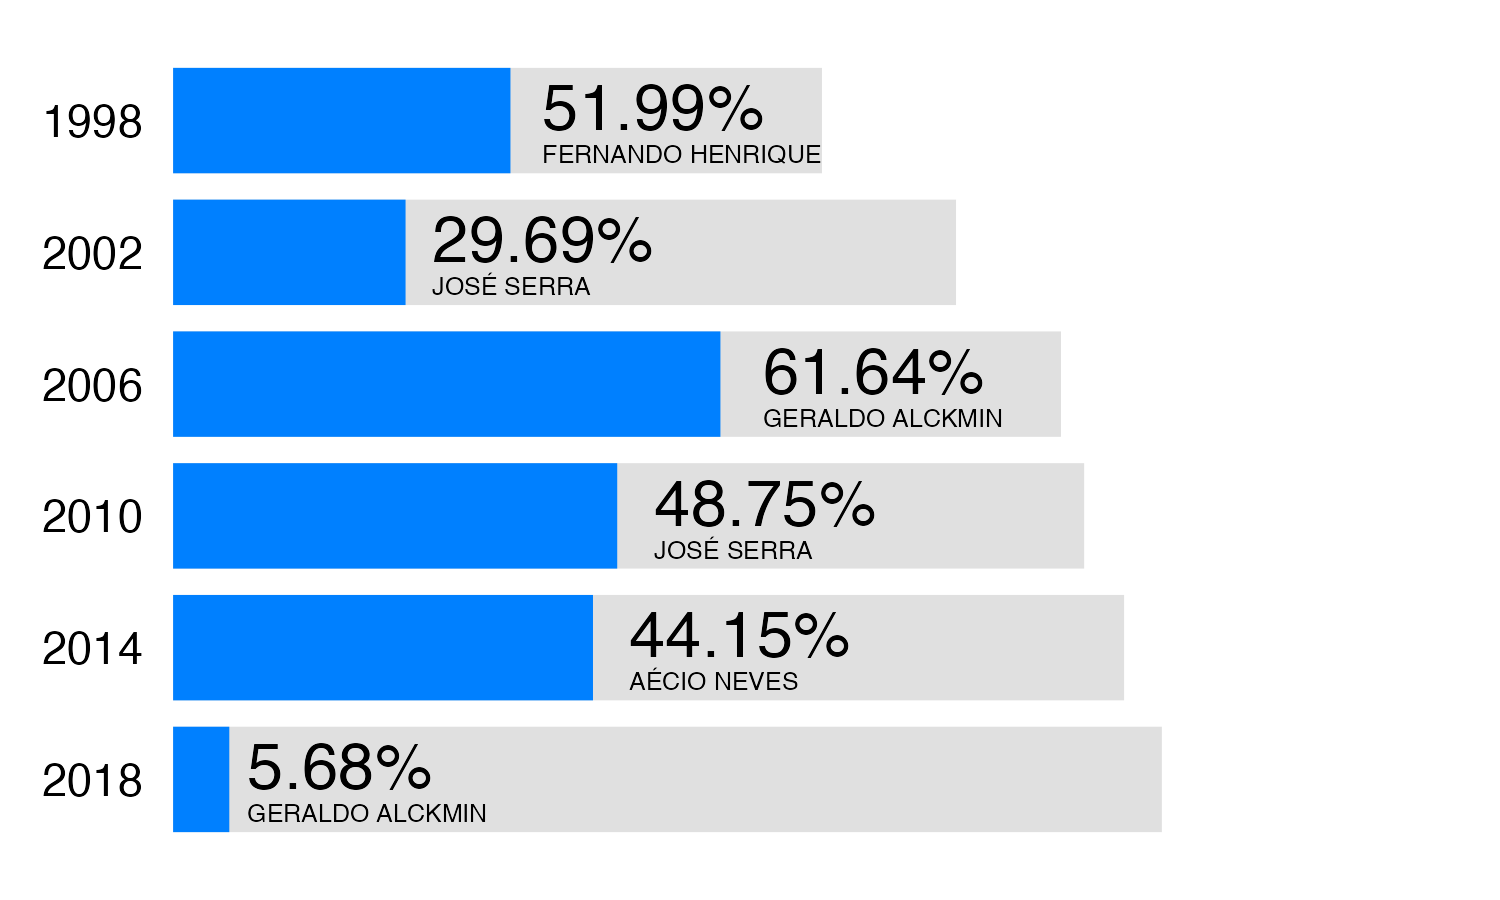 1998
51.99%
FERNANDO HENRIQUE
2002
29.69%
JOSÉ SERRA
2006
61.64%
GERALDO ALCKMIN
2010
48.75%
JOSÉ SERRA
2014
44.15%
AÉCIO NEVES
2018
5.68%
GERALDO ALCKMIN